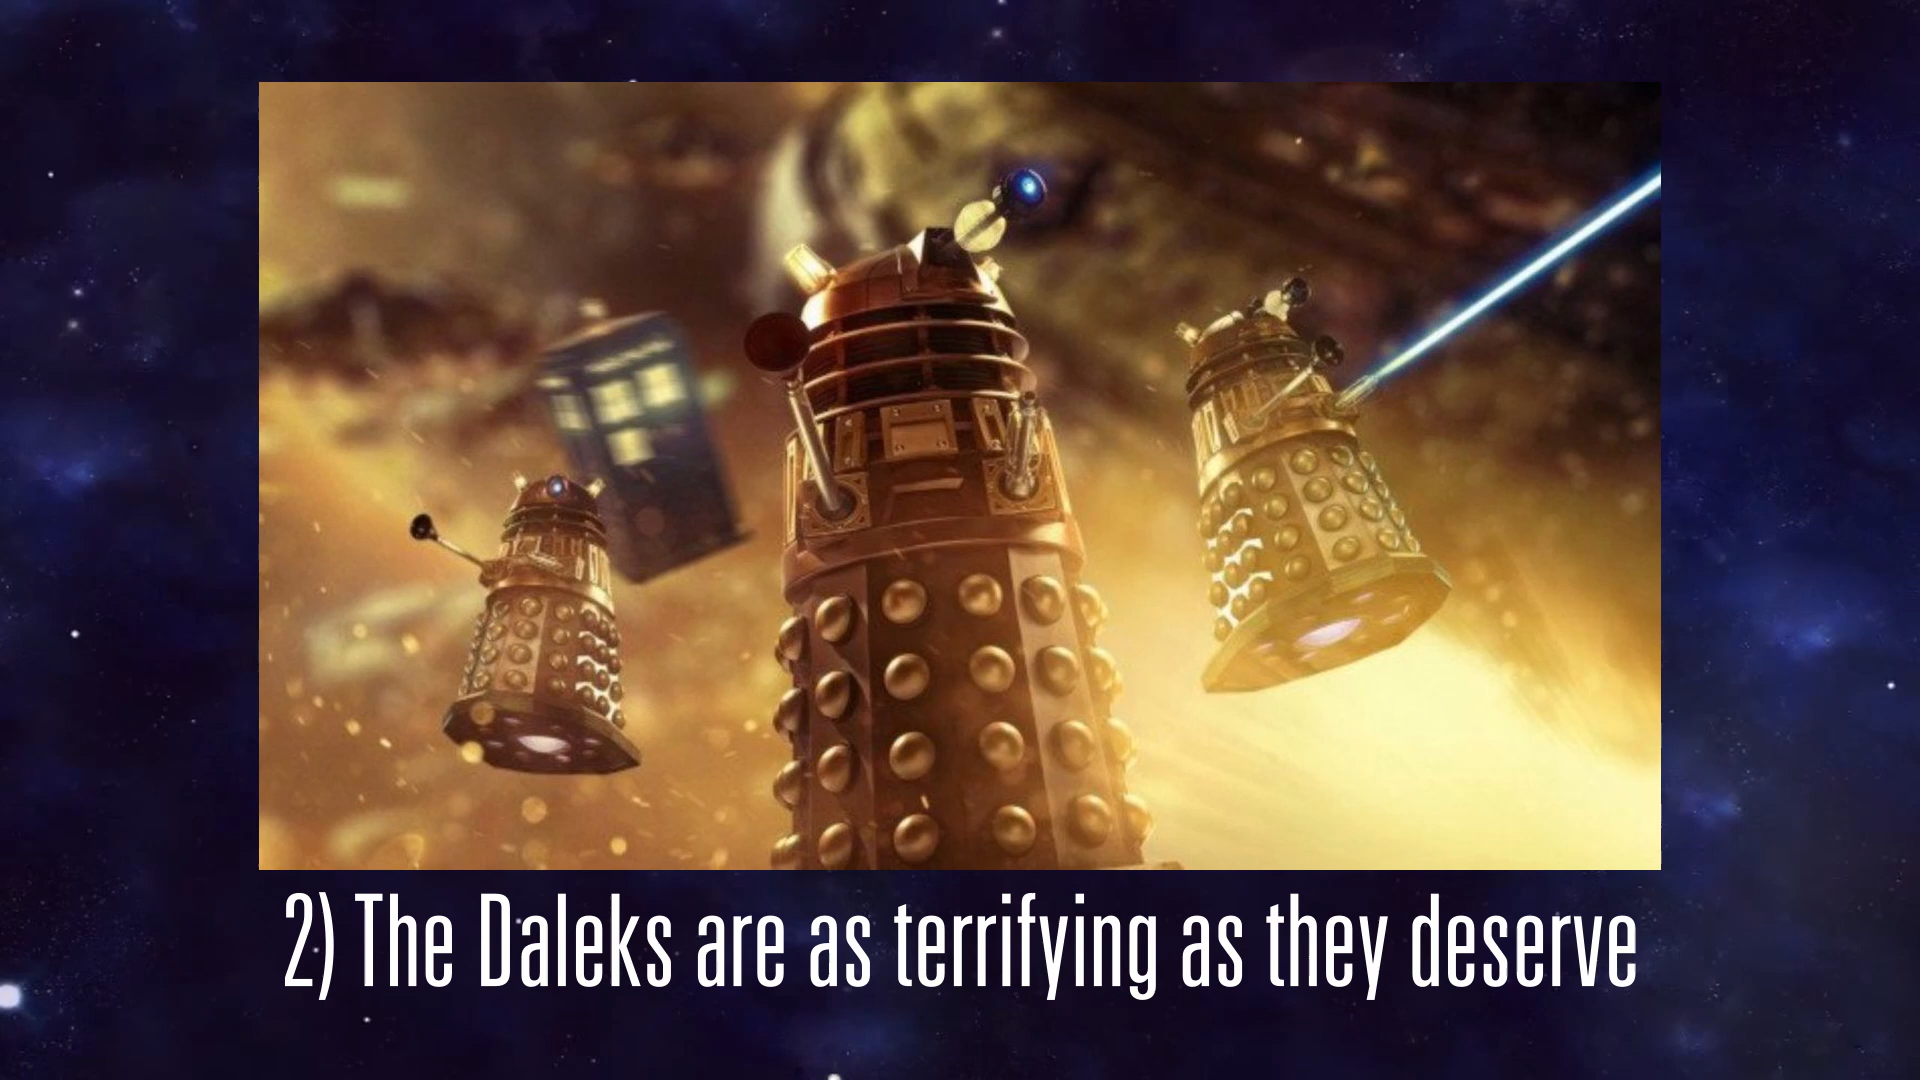 2) The Daleks are as terrifying as they deserve